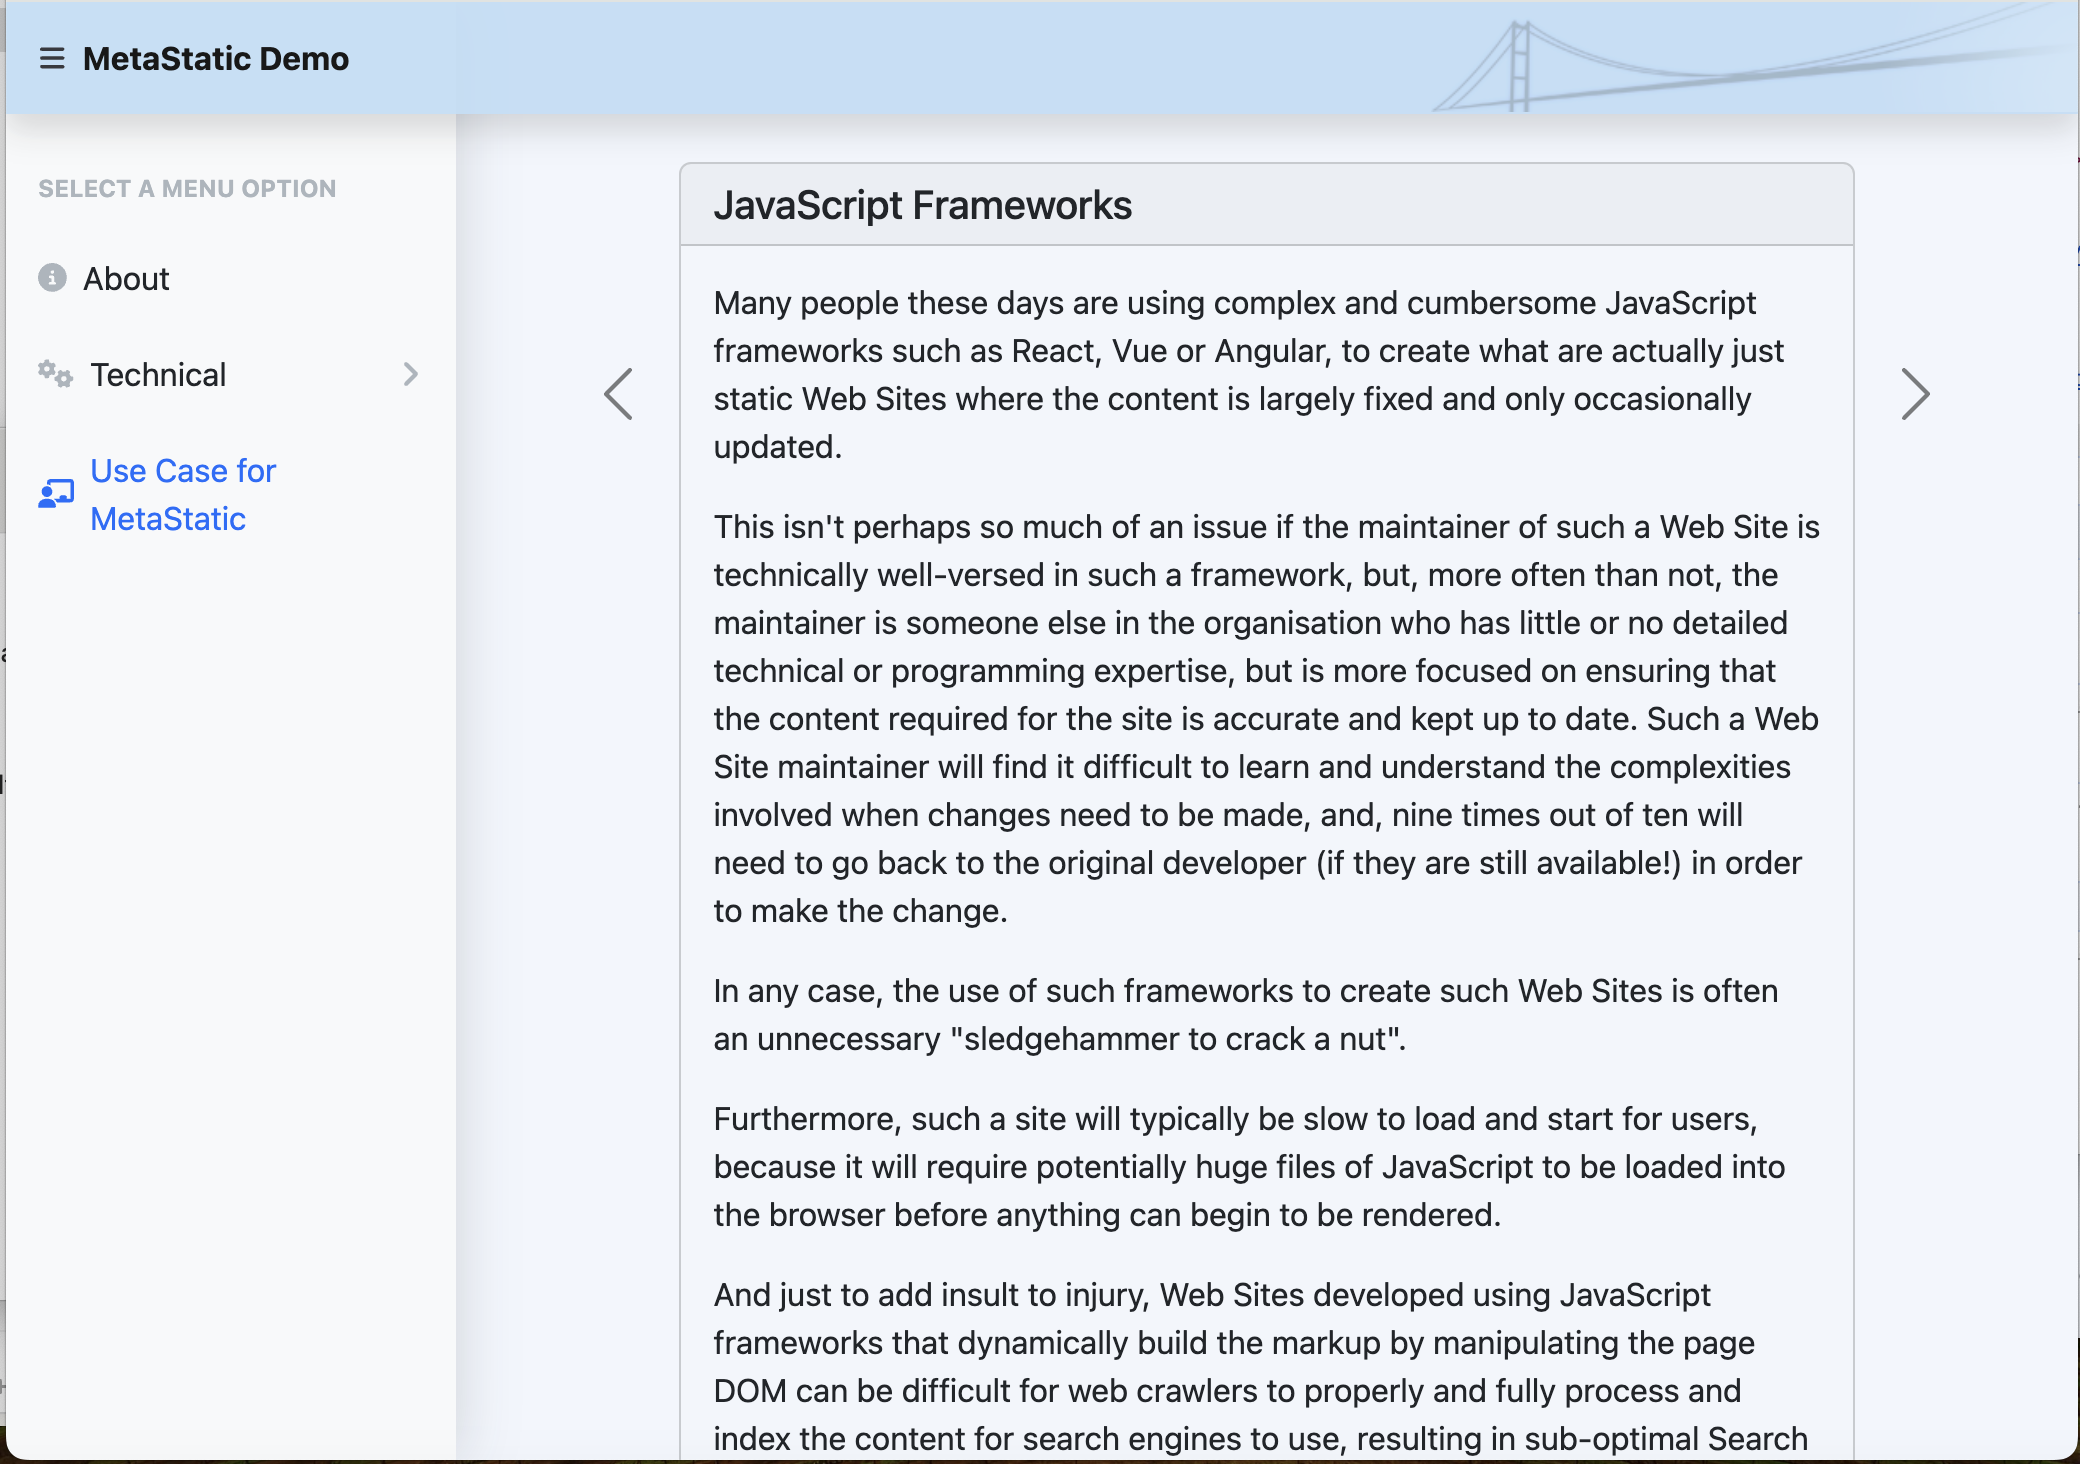 MetaStatic Demo
SELECT A MENU OPTION
About
Technical
Use Case for
MetaStatic
JavaScript Frameworks
Many people these days are using complex and cumbersome JavaScript
frameworks such as React, Vue or Angular, to create what are actually just
static Web Sites where the content is largely fixed and only occasionally
updated.
This isn't perhaps so much of an issue if the maintainer of such a Web Site is
technically well-versed in such a framework, but, more often than not, the
maintainer is someone else in the organisation who has little or no detailed
technical or programming expertise, but is more focused on ensuring that
the content required for the site is accurate and kept up to date. Such a Web
Site maintainer will find it difficult to learn and understand the complexities
involved when changes need to be made, and, nine times out of ten will
need to go back to the original developer (if they are still available!) in order
to make the change.
In any case, the use of such frameworks to create such Web Sites is often
an unnecessary "sledgehammer to crack a nut".
Furthermore, such a site will typically be slow to load and start for users,
because it will require potentially huge files of JavaScript to be loaded into
the browser before anything can begin to be rendered.
And just to add insult to injury, Web Sites developed using JavaScript
frameworks that dynamically build the markup by manipulating the page
DOM can be difficult for web crawlers to properly and fully process and
index the content for search engines to use, resulting in sub-optimal Search